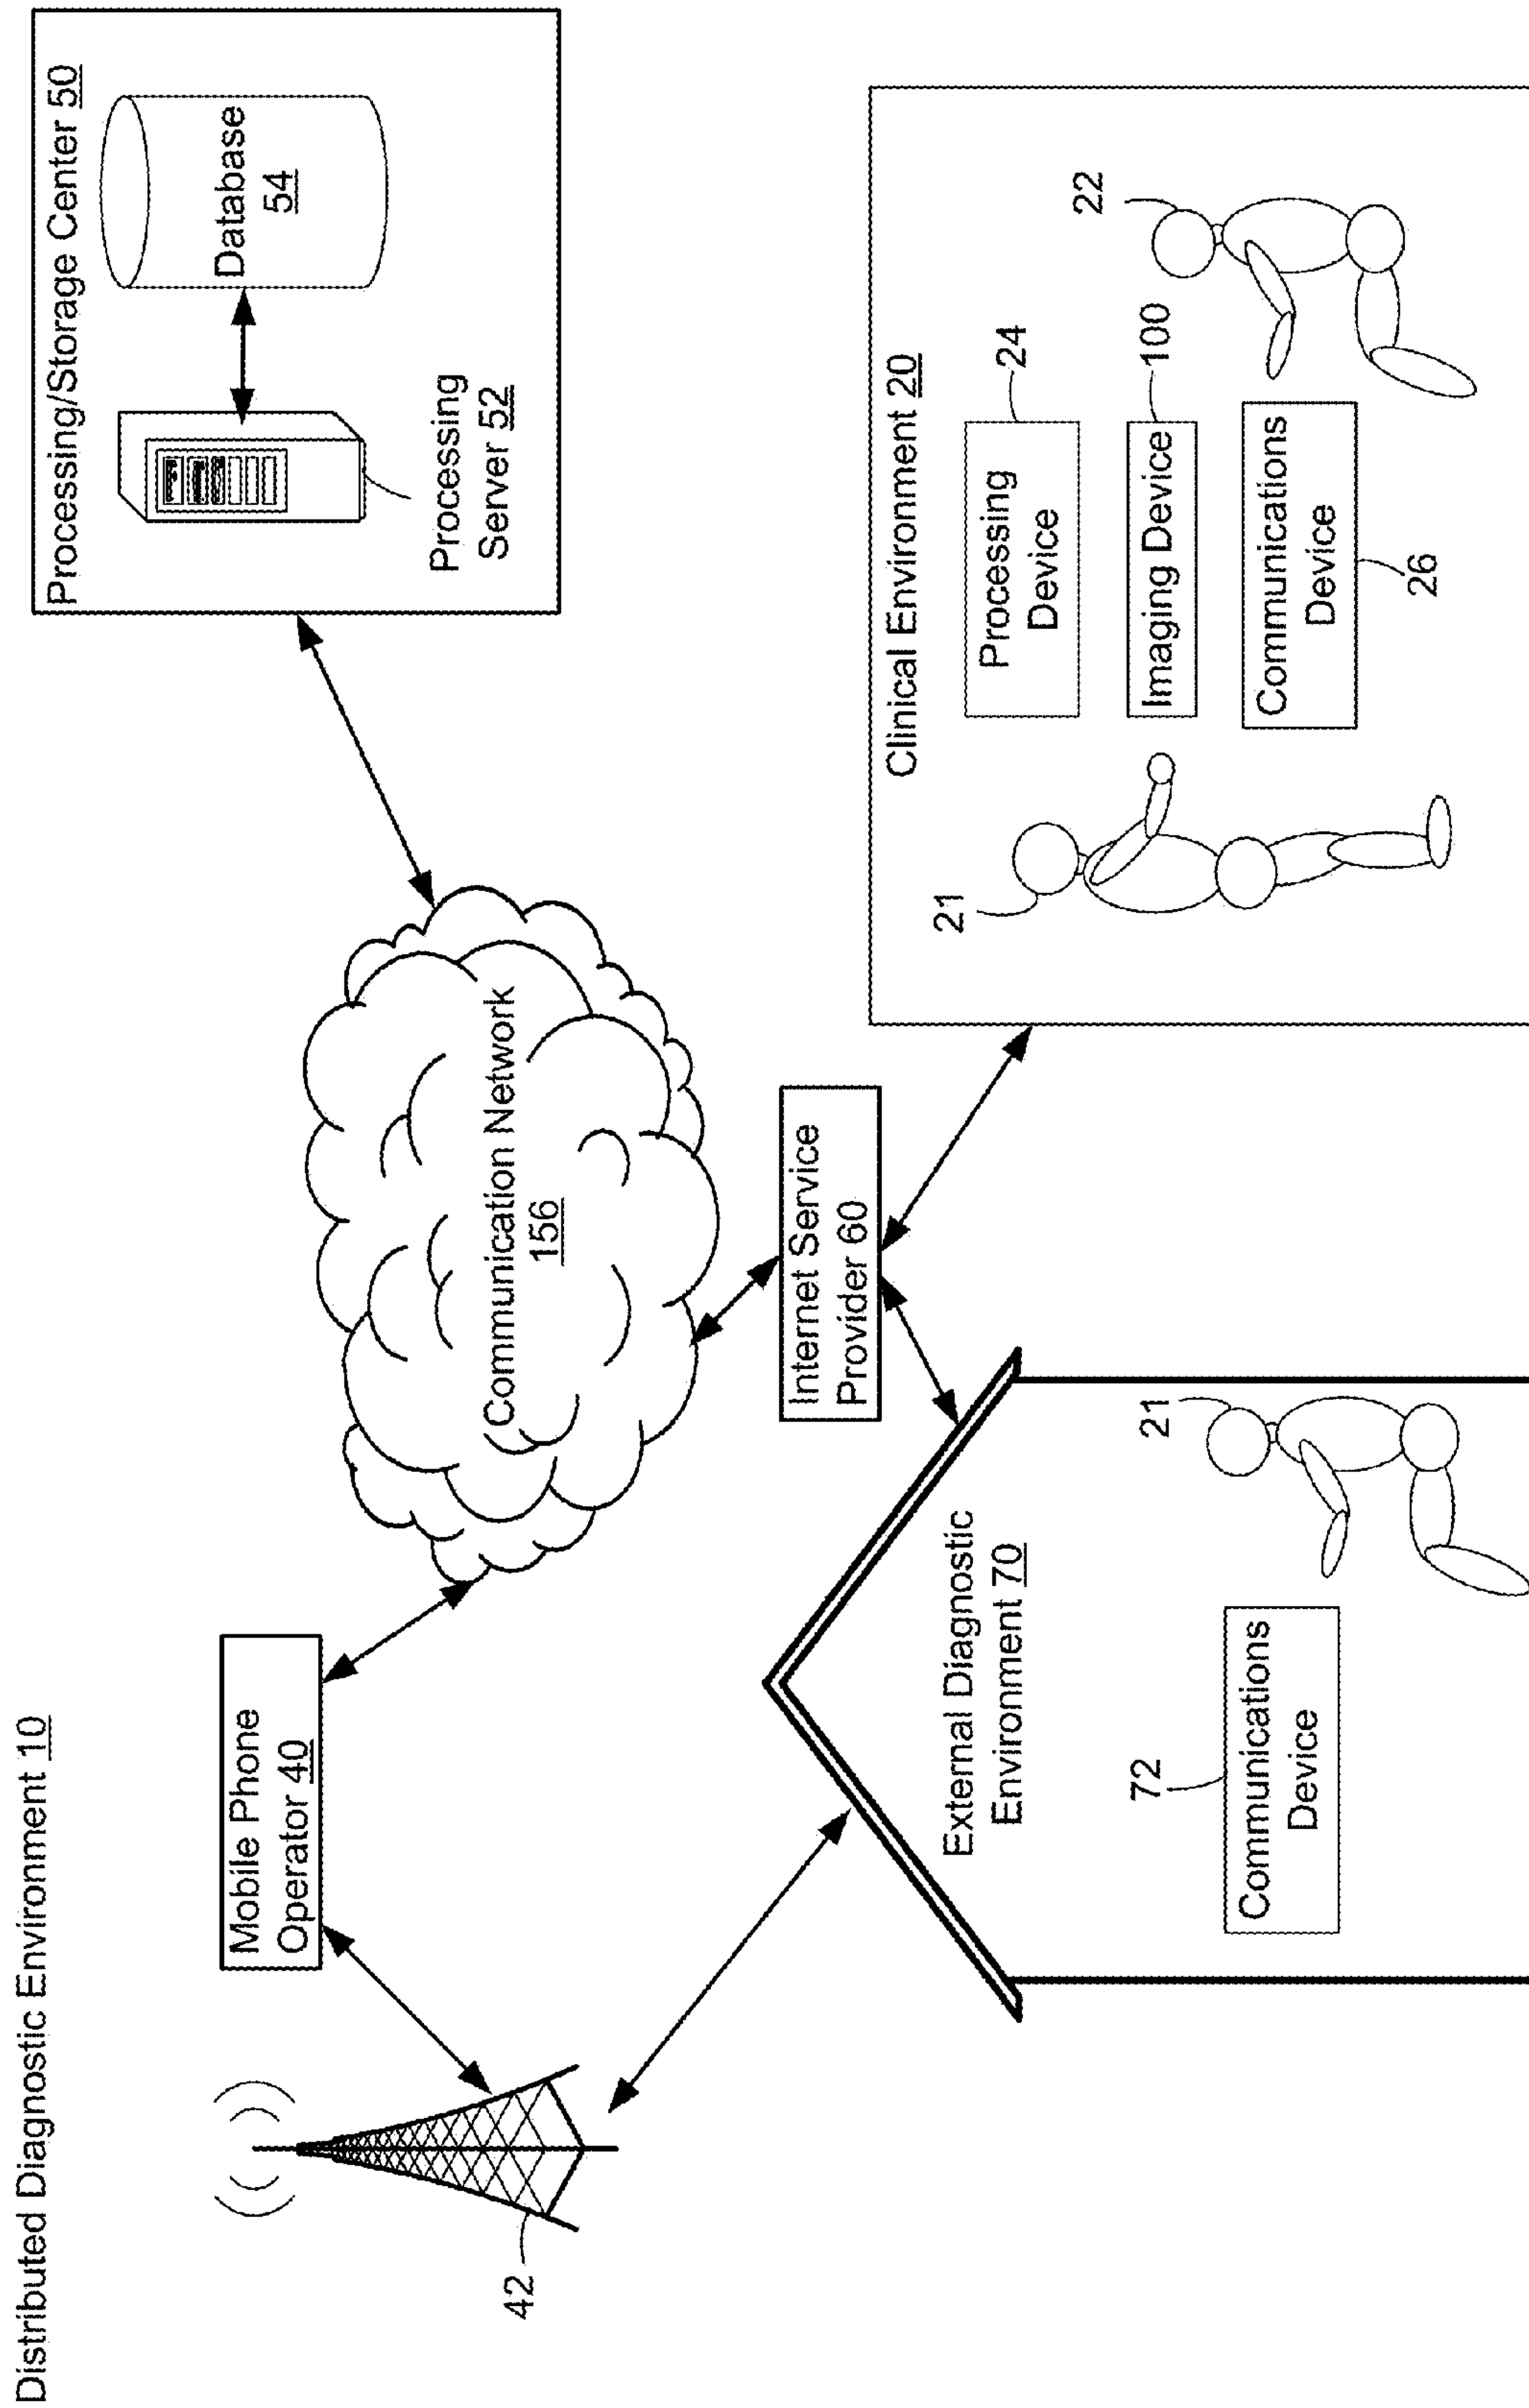 Distributed Diagnostic Environment 10
42
Mobile Phone
Operator 40
Communication Network
156
Processing/Storage Center 50
Processing
Server 52
Database
54
Internet Service
Provider 60
External Diagnostic
Environment 70
72
Communications
Device
21
Clinical Environment 20
21
Processing
Device
24
Imaging Device
100
Communications
Device
26
22